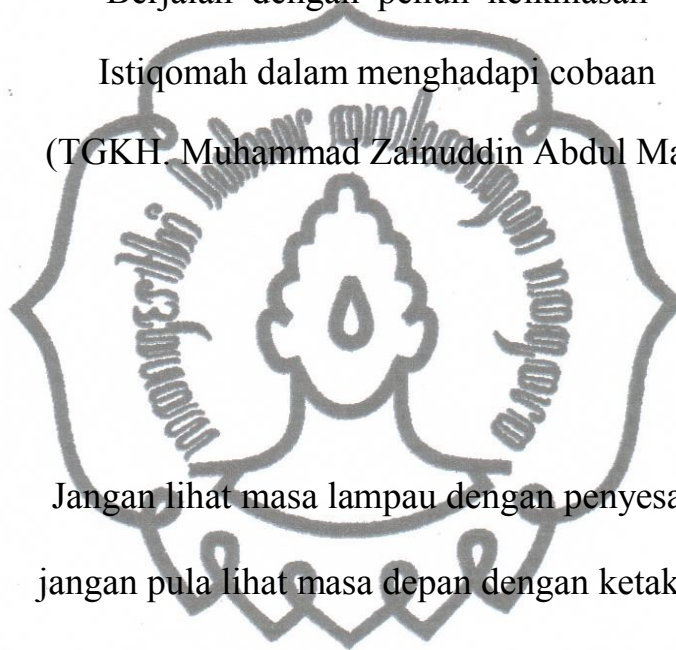 Berjalan dengan penuh keikhlasan
Istiqomah dalam menghadapi cobaan
(TGKH. Muhammad Zainuddin Abdul Ma
Jangan lihat masa lampau dengan penyesa
jangan pula lihat masa depan dengan ketak